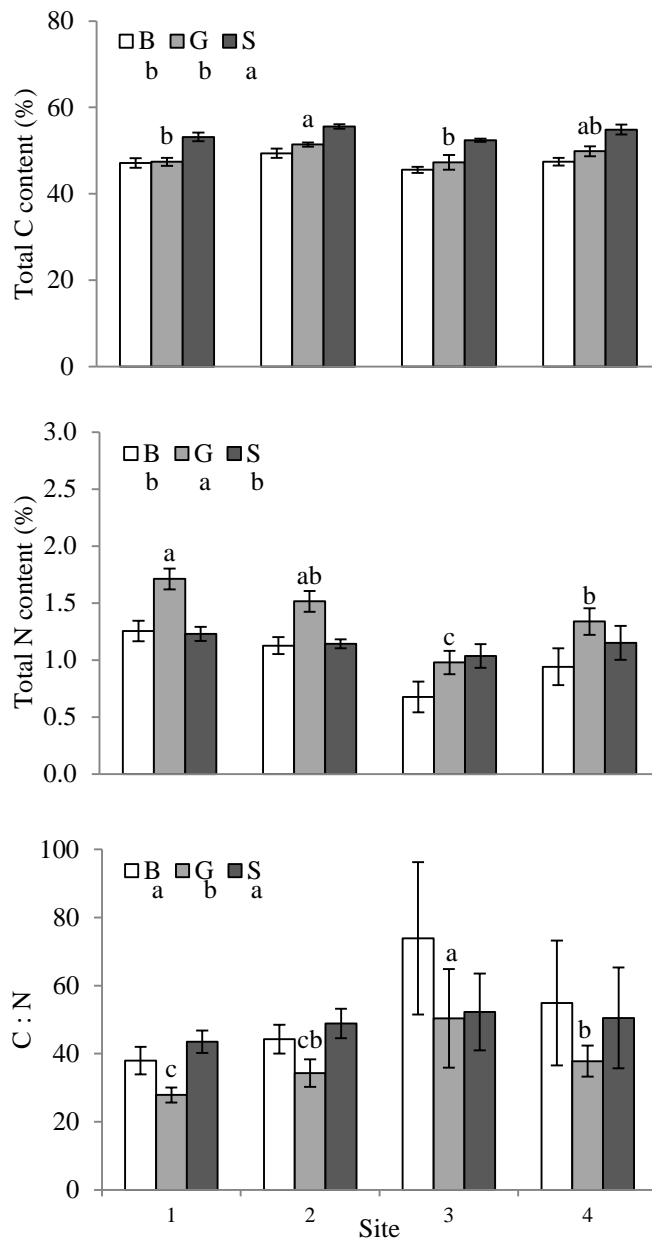 80
B G S
b b a
60
a
ab
b
b
40
Total C content (%)
20
0
3.0
B G S
b a b
2.5
2.0
a
ab
b
1.5
c
1.0
Total N content (%)
0.5
0.0
100
B G S
a b a
80
a
60
C : N
b
cb
c
40
20
0
1 2 3 4
Site